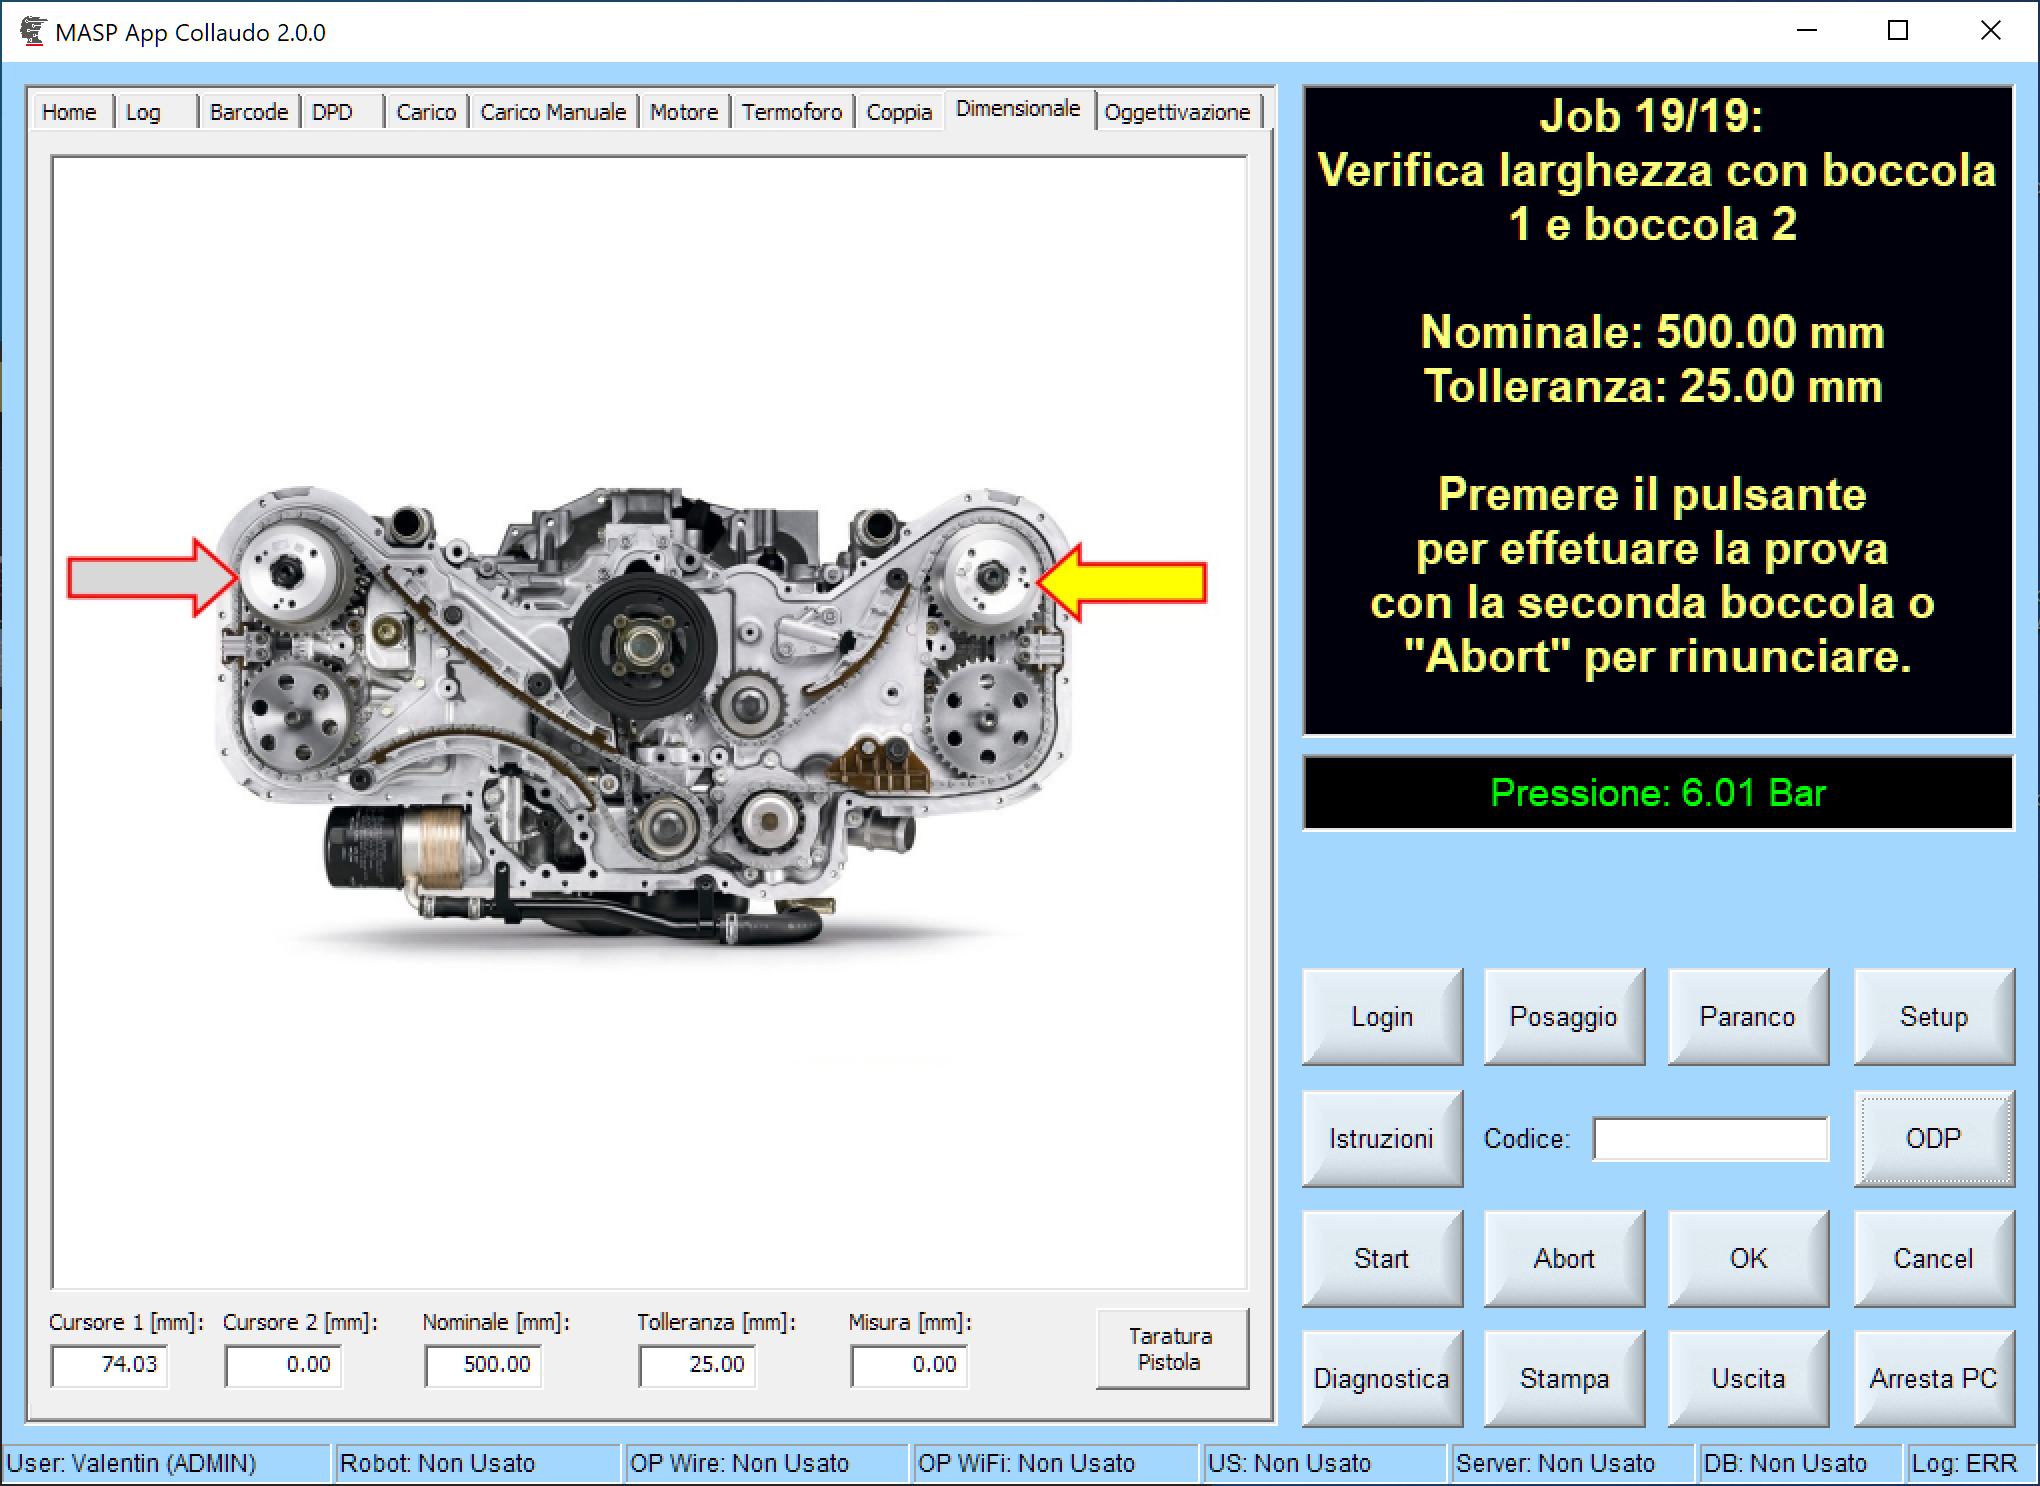 MASP App Collaudo 2.0.0
Home Log Barcode DPD Carico Carico Manuale Motore Termoforo Coppia Dimensionale Oggettivazione
Job 19/19:
Verifica larghezza con boccola
1 e boccola 2
Nominale: 500.00 mm
Tolleranza: 25.00 mm
Premere il pulsante
per effetuare la prova
con la seconda boccola o
"Abort" per rinunciare.
Pressione: 6.01 Bar
Login Posaggio Paranco Setup
Istruzioni Codice: ODP
Start Abort OK Cancel
Diagnostica Stampa Uscita Arresta PC
Cursore 1 [mm]: Cursore 2 [mm]: Nominale [mm]: Tolleranza [mm]: Misura [mm]:
74.03 0.00 500.00 25.00 0.00
Taratura
Pistola
User: Valentin (ADMIN) Robot: Non Usato OP Wire: Non Usato OP WiFi: Non Usato US: Non Usato Server: Non Usato DB: Non Usato Log: ERR